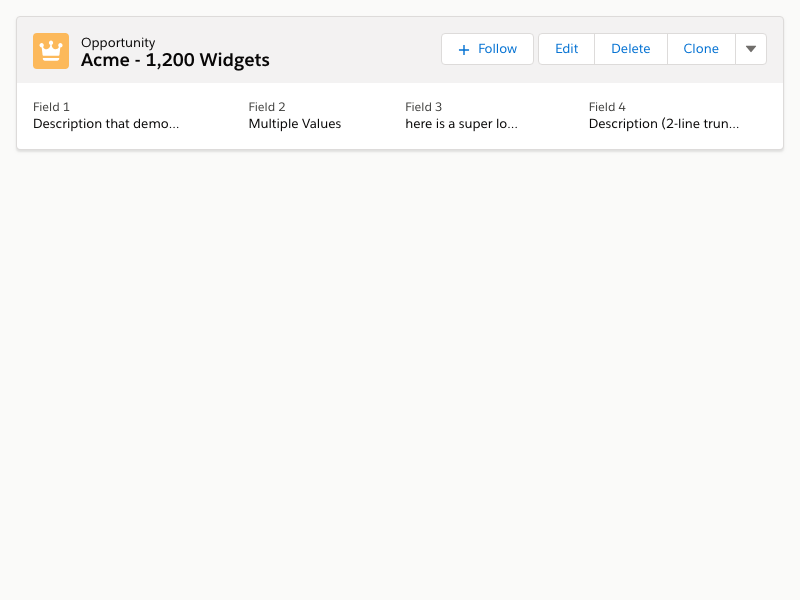 Opportunity
Acme - 1,200 Widgets
Follow
Edit
Delete
Clone
Field 1
Description that demo...
Field 2
Multiple Values
Field 3
here is a super lo...
Field 4
Description (2-line trun...